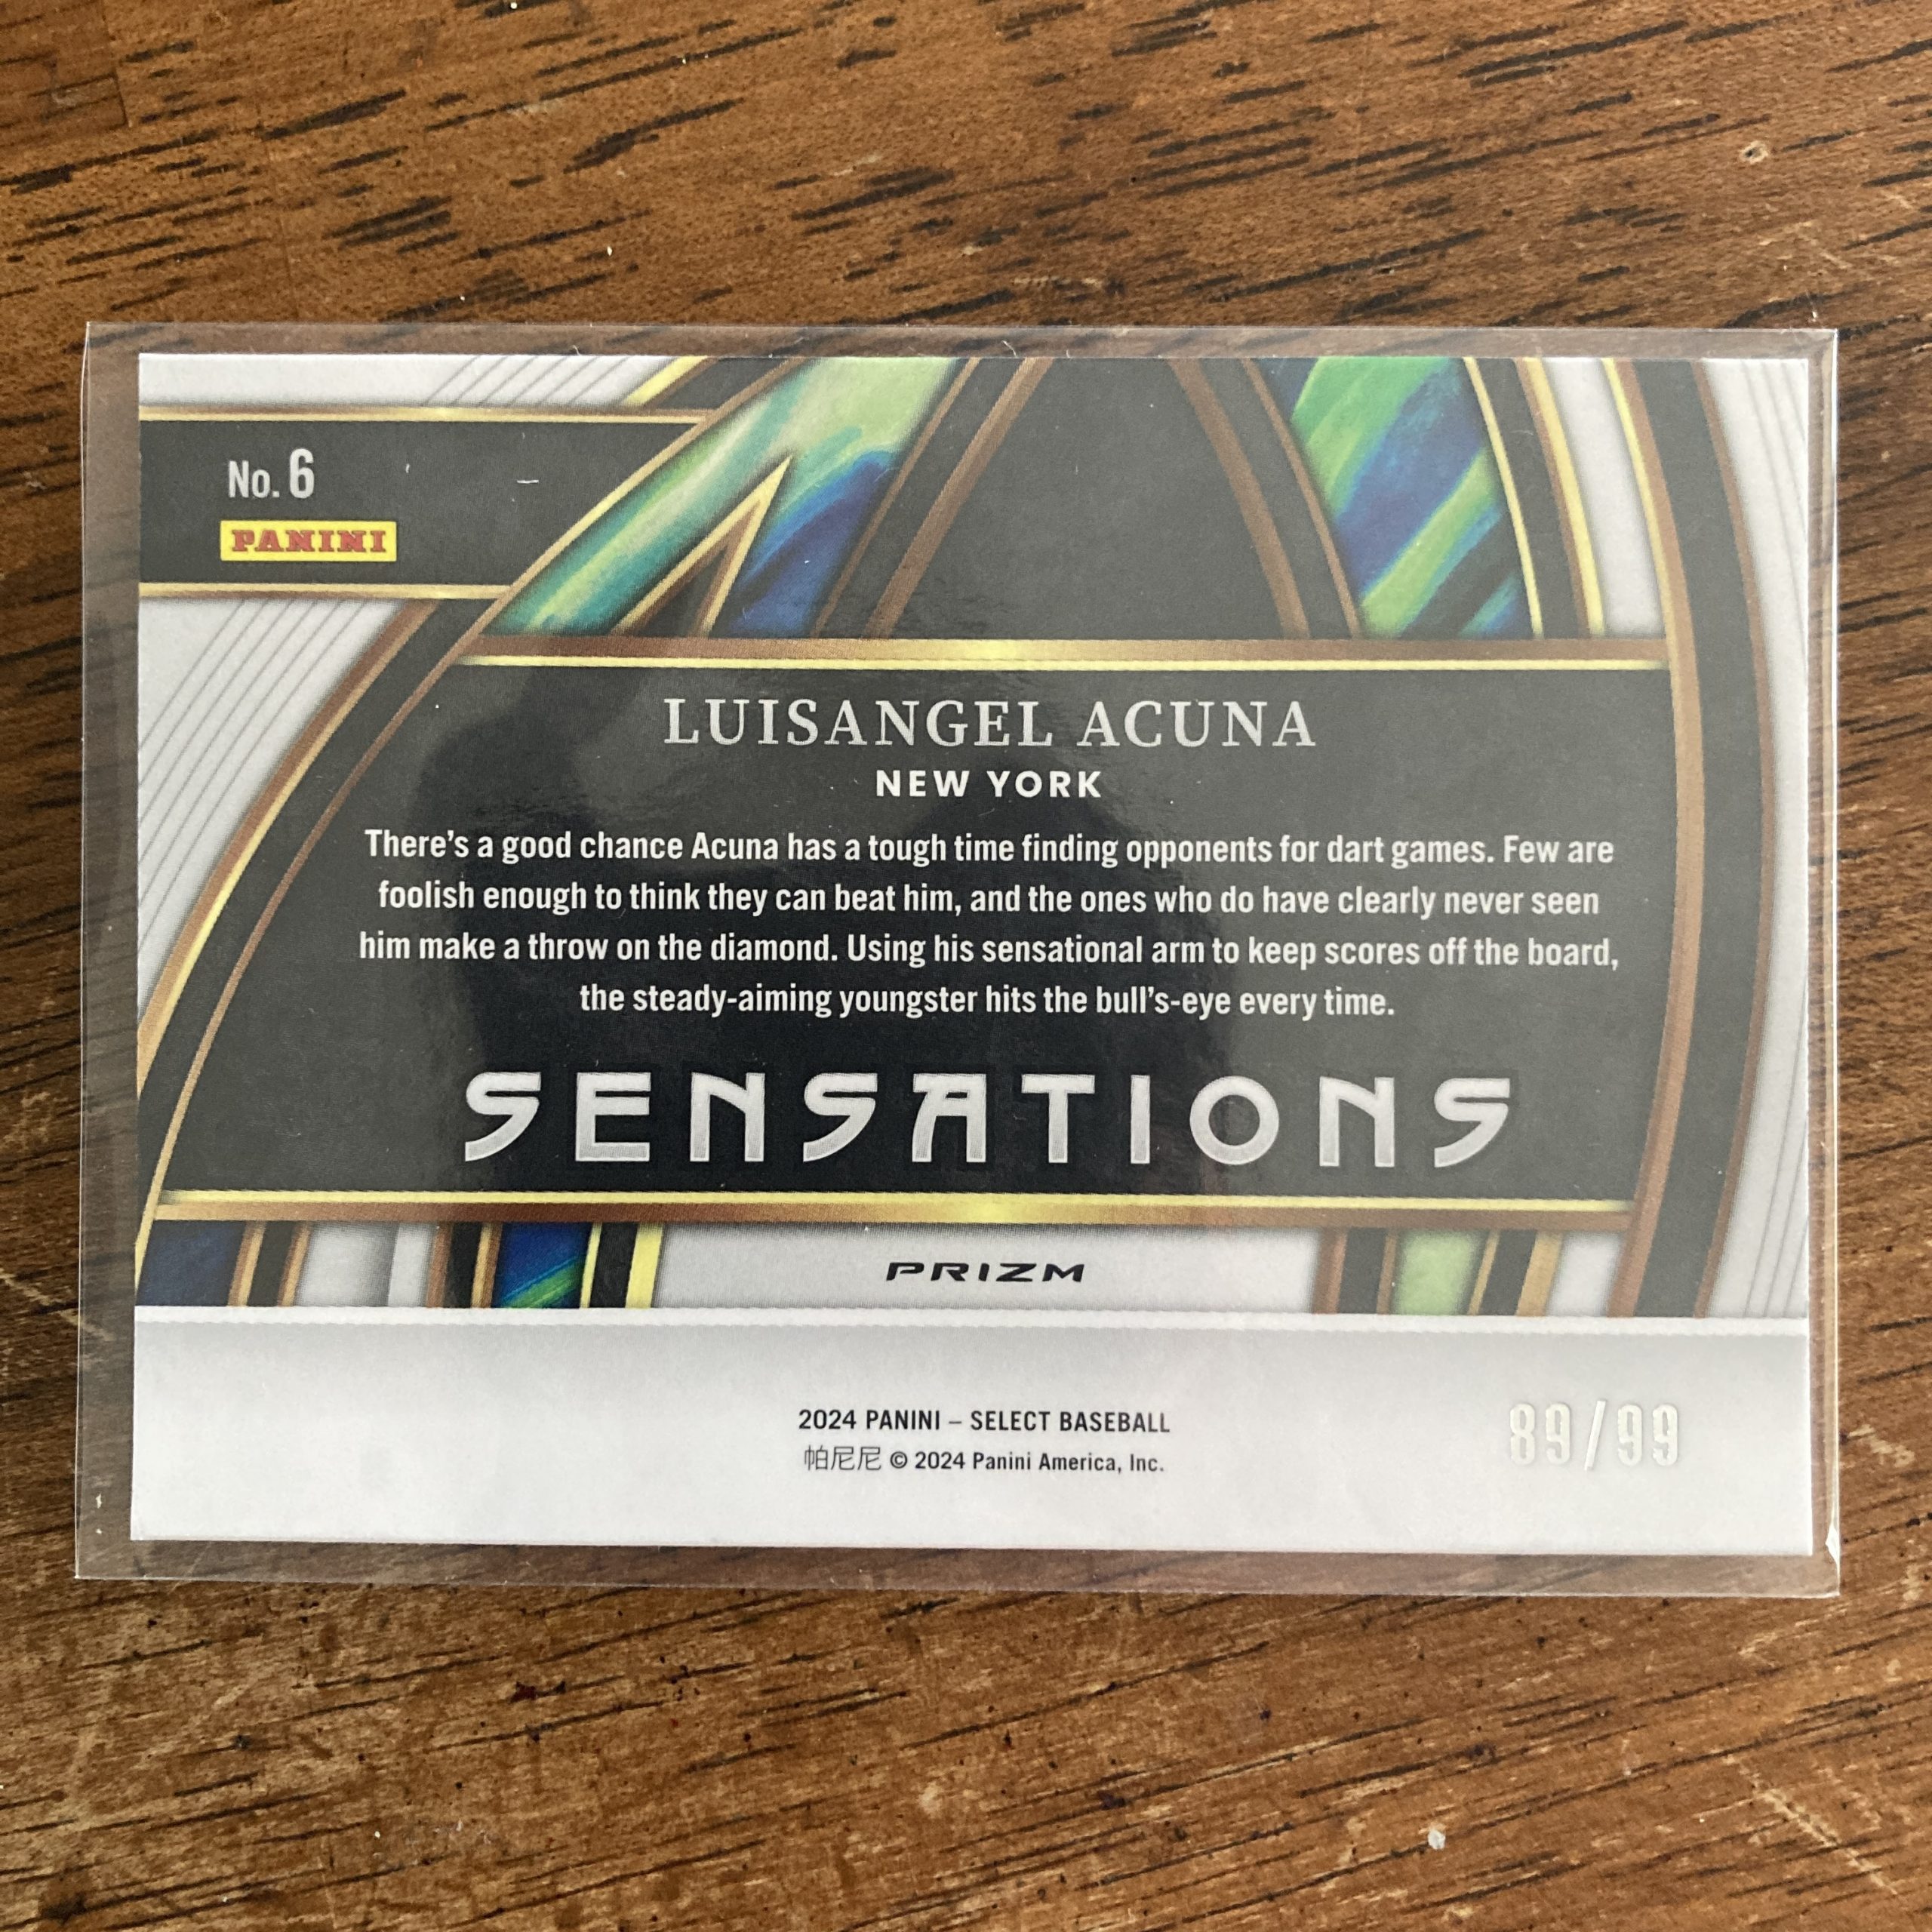 No. 6
PANINI
LUISANGEL ACUNA
NEW YORK
There's a good chance Acuna has a tough time finding opponents for dart games. Few are
foolish enough to think they can beat him, and the ones who do have clearly never seen
him make a throw on the diamond. Using his sensational arm to keep scores off the board,
the steady-aiming youngster hits the bull's-eye every time.
SENSATIONS
PRIZM
2024 PANINI – SELECT BASEBALL
帕尼尼 © 2024 Panini America, Inc.
89/99